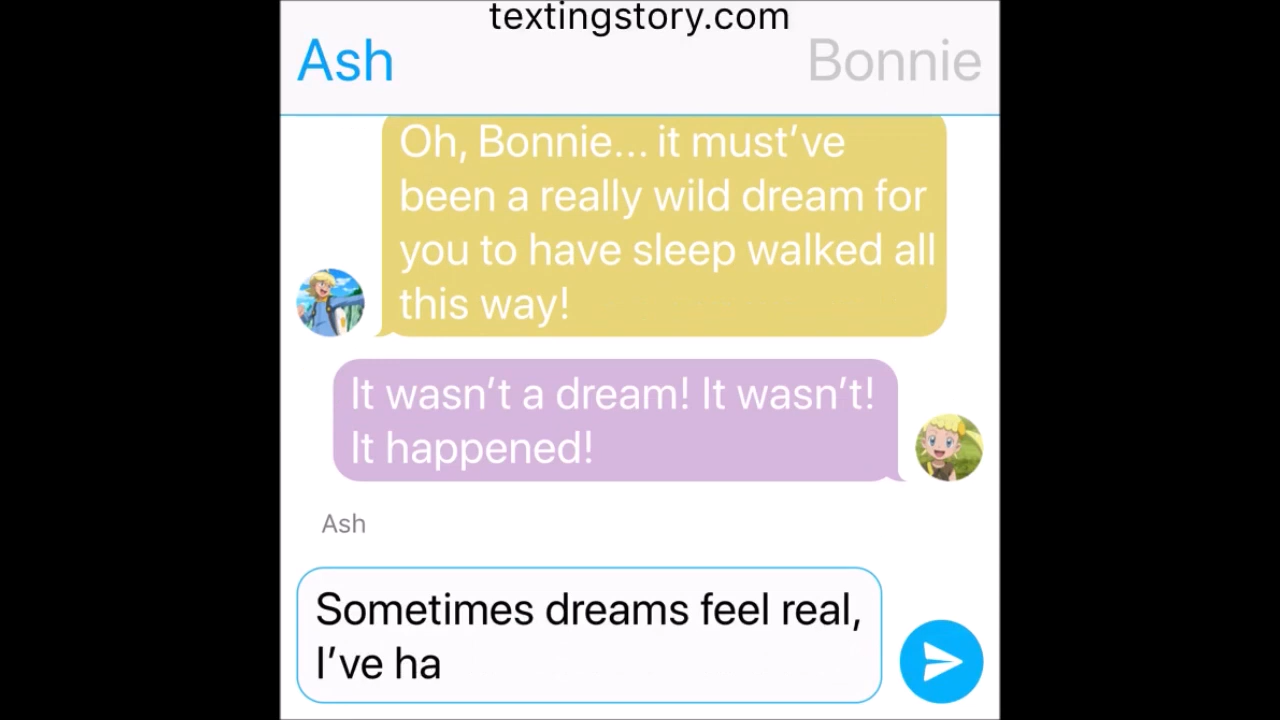 textingstory.com
Ash
Bonnie
Oh, Bonnie... it must’ve
been a really wild dream for
you to have sleep walked all
this way!
It wasn’t a dream! It wasn’t!
It happened!
Ash
Sometimes dreams feel real,
I’ve ha